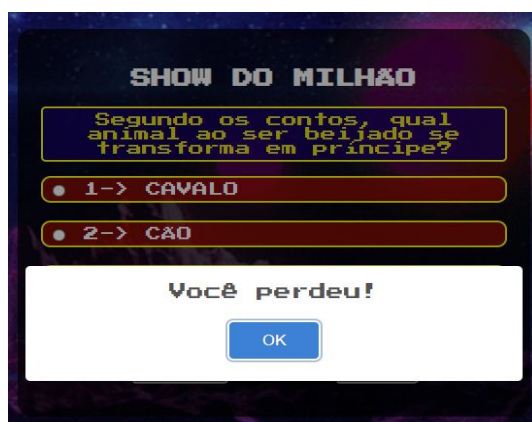 SHOW DO MILHÃO
Segundo os contos, qual
animal ao ser beijado se
transforma em príncipe?
1-> CAVALO
2-> CÃO
Você perdeu!
OK